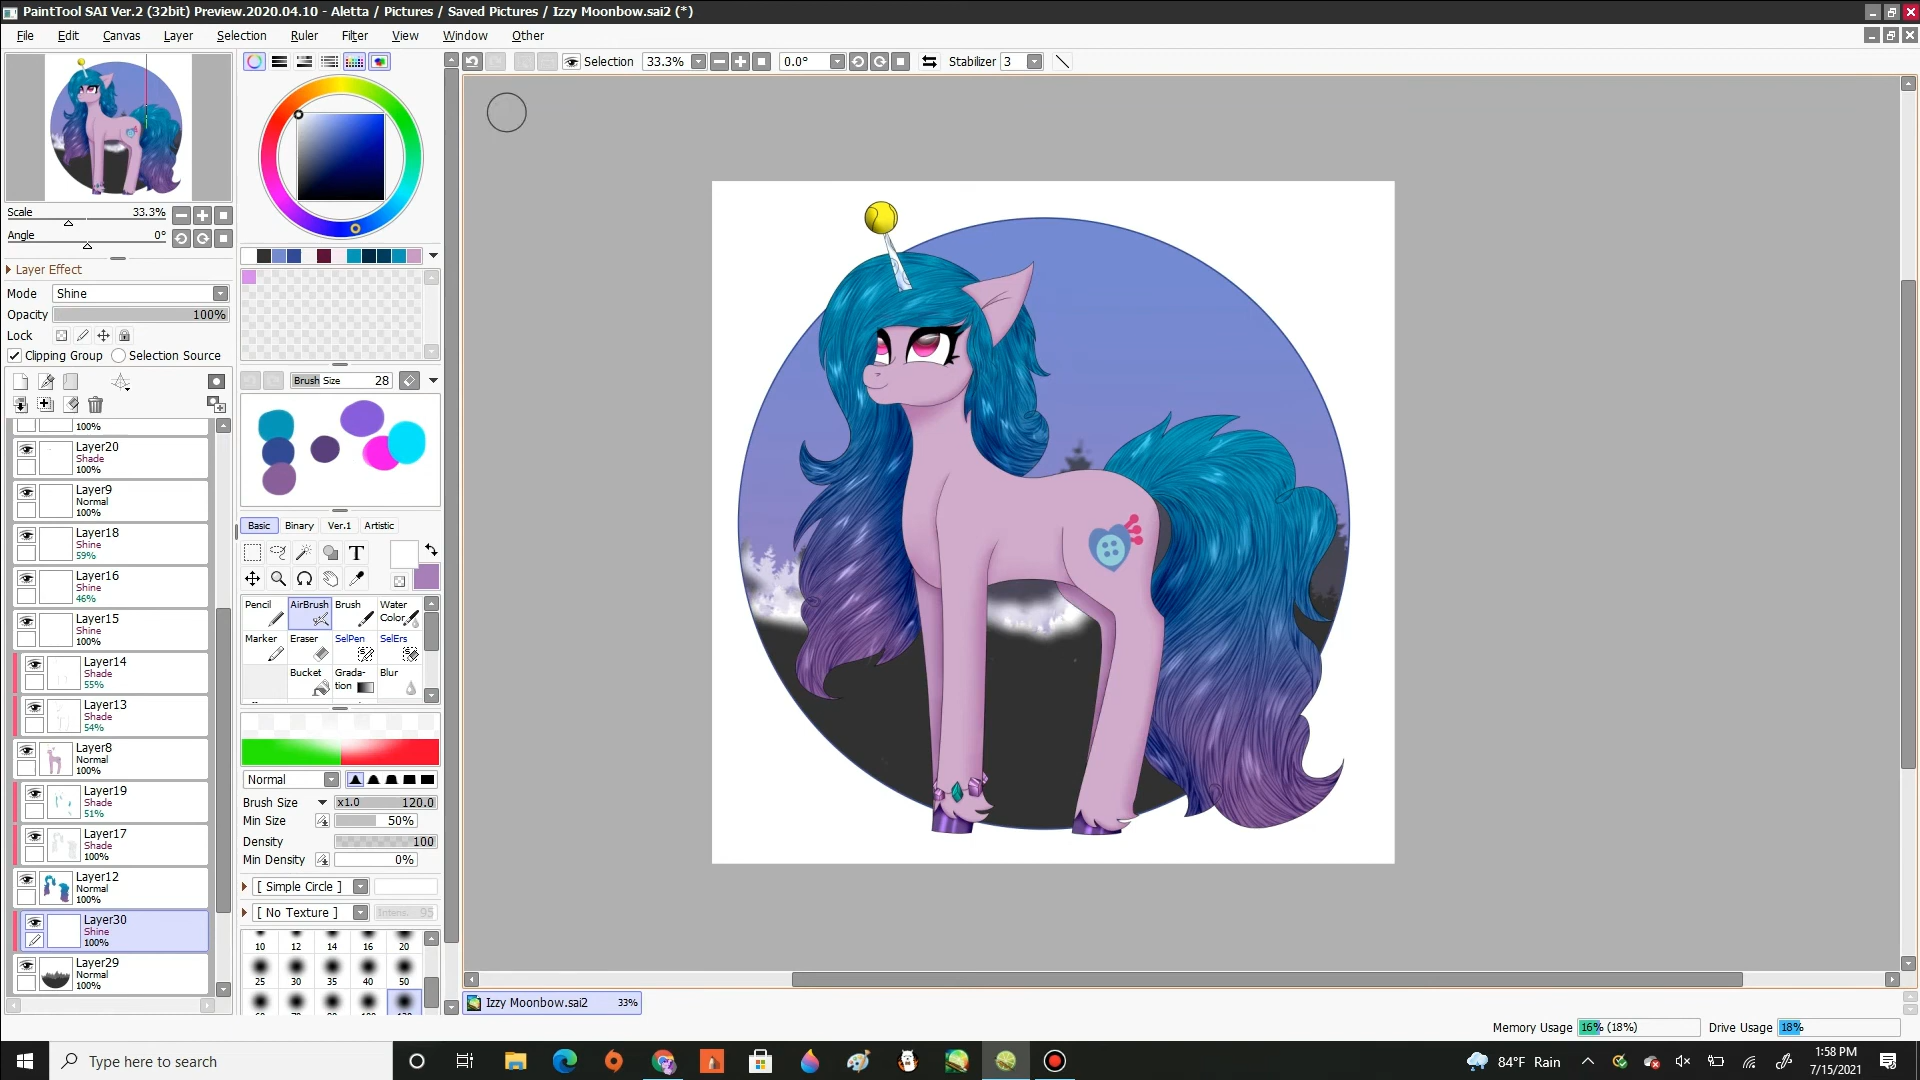 PaintTool SAI Ver.2 (32bit) Preview.2020.04.10 - Aletta / Pictures / Saved Pictures / Izzy Moonbow.sai2 (*)
File Edit Canvas Layer Selection Ruler Filter View Window Other
Selection 33.3% 0.0° Stabilizer 3
Scale 33.3%
Angle 0°
Layer Effect
Mode Shine
Opacity 100%
Lock
Clipping Group Selection Source
100%
Layer20
Shade
100%
Layer9
Normal
100%
Layer18
Shine
59%
Layer16
Shine
46%
Layer15
Shine
100%
Layer14
Shade
55%
Layer13
Shade
54%
Layer8
Normal
100%
Layer19
Shade
51%
Layer17
Shade
100%
Layer12
Normal
100%
Layer30
Shine
100%
Layer29
Normal
100%
Brush Size 28
Basic Binary Ver.1 Artistic
T
Pencil AirBrush Brush Water Color
Marker Eraser SelPen SelErs
Bucket Grada-tion Blur
Normal
Brush Size x1.0 120.0
Min Size 50%
Density 100
Min Density 0%
[ Simple Circle ]
[ No Texture ] Intens. 95
10 12 14 16 20
25 30 35 40 50
Izzy Moonbow.sai2 33%
Memory Usage 16% (18%) Drive Usage 18%
Type here to search
84°F Rain
1:58 PM
7/15/2021